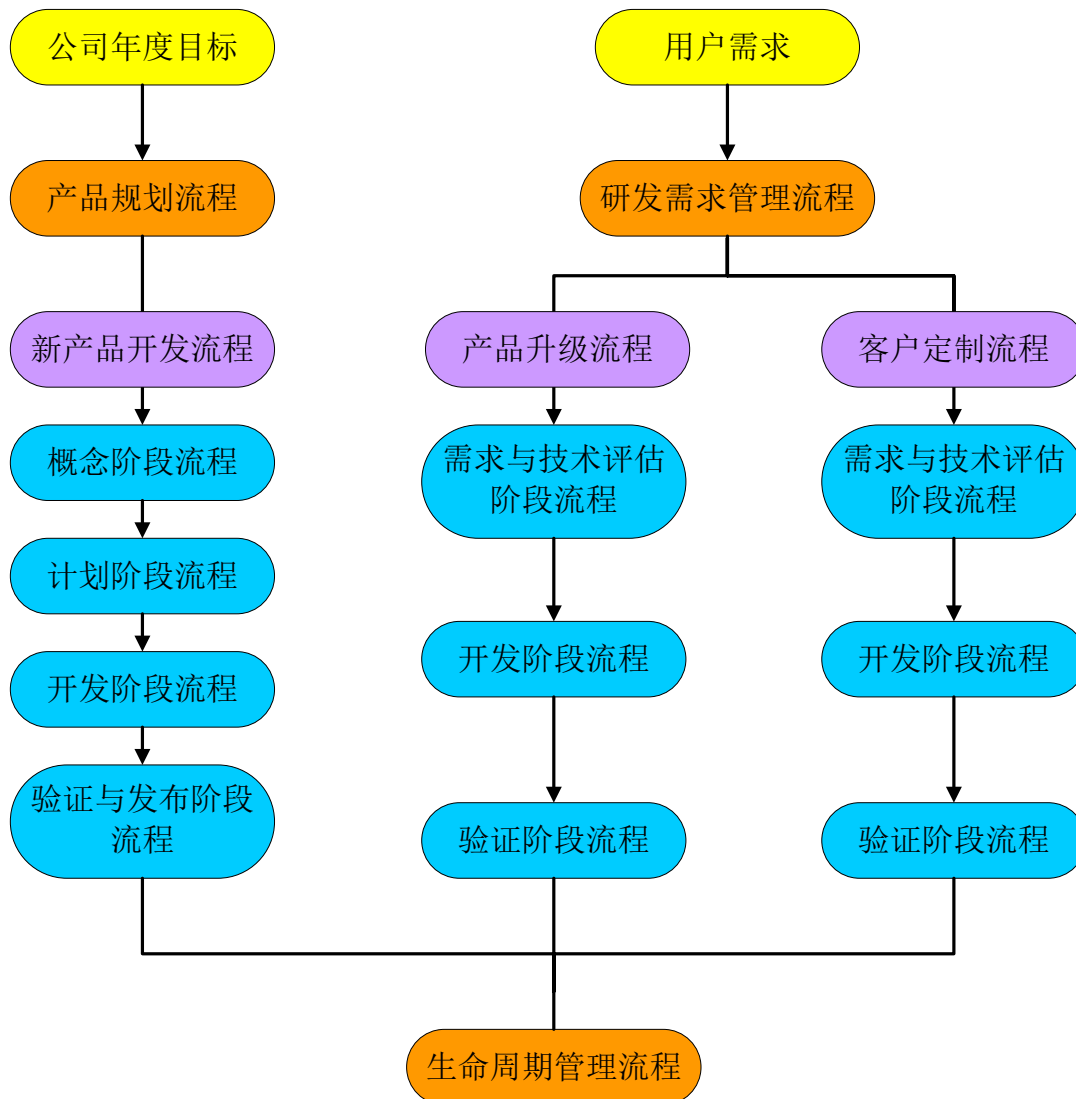 公司年度目标
用户需求
产品规划流程
研发需求管理流程
新产品开发流程
产品升级流程
客户定制流程
概念阶段流程
需求与技术评估
阶段流程
需求与技术评估
阶段流程
计划阶段流程
开发阶段流程
开发阶段流程
开发阶段流程
验证与发布阶段
流程
验证阶段流程
验证阶段流程
生命周期管理流程